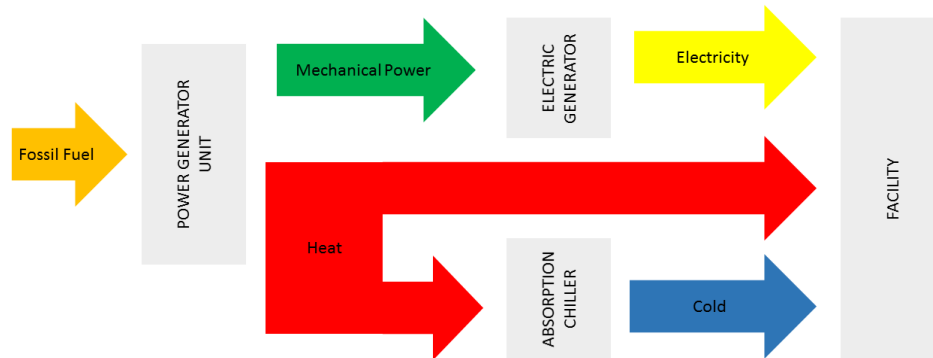 Fossil Fuel
POWER GENERATOR
UNIT
Mechanical Power
ELECTRIC
GENERATOR
Electricity
Heat
ABSORPTION
CHILLER
Cold
FACILITY